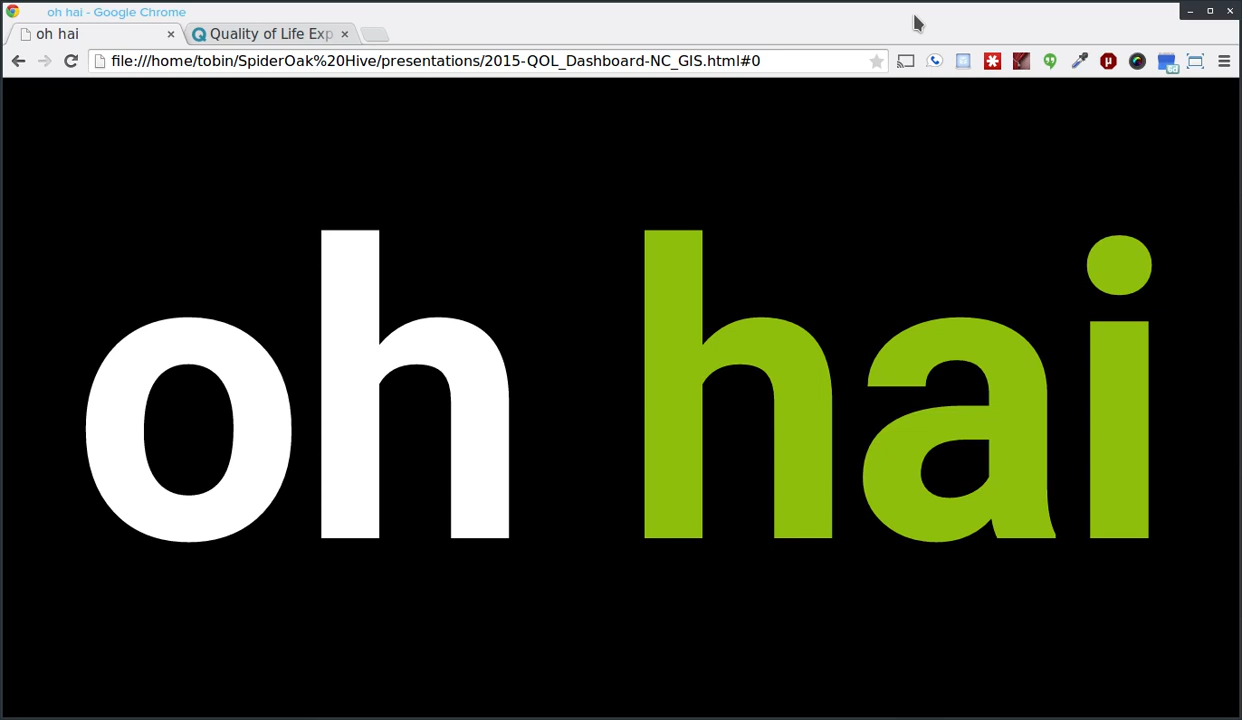 oh hai - Google Chrome
oh hai
Quality of Life Exp
file:///home/tobin/SpiderOak%20Hive/presentations/2015-QOL_Dashboard-NC_GIS.html#0
oh hai